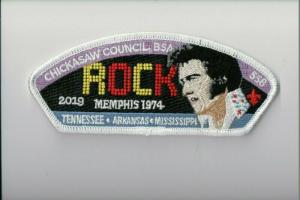 CHICKASAW COUNCIL, BSA
558
ROCK
2019 MEMPHIS 1974
TENNESSEE • ARKANSAS • MISSISSIPPI